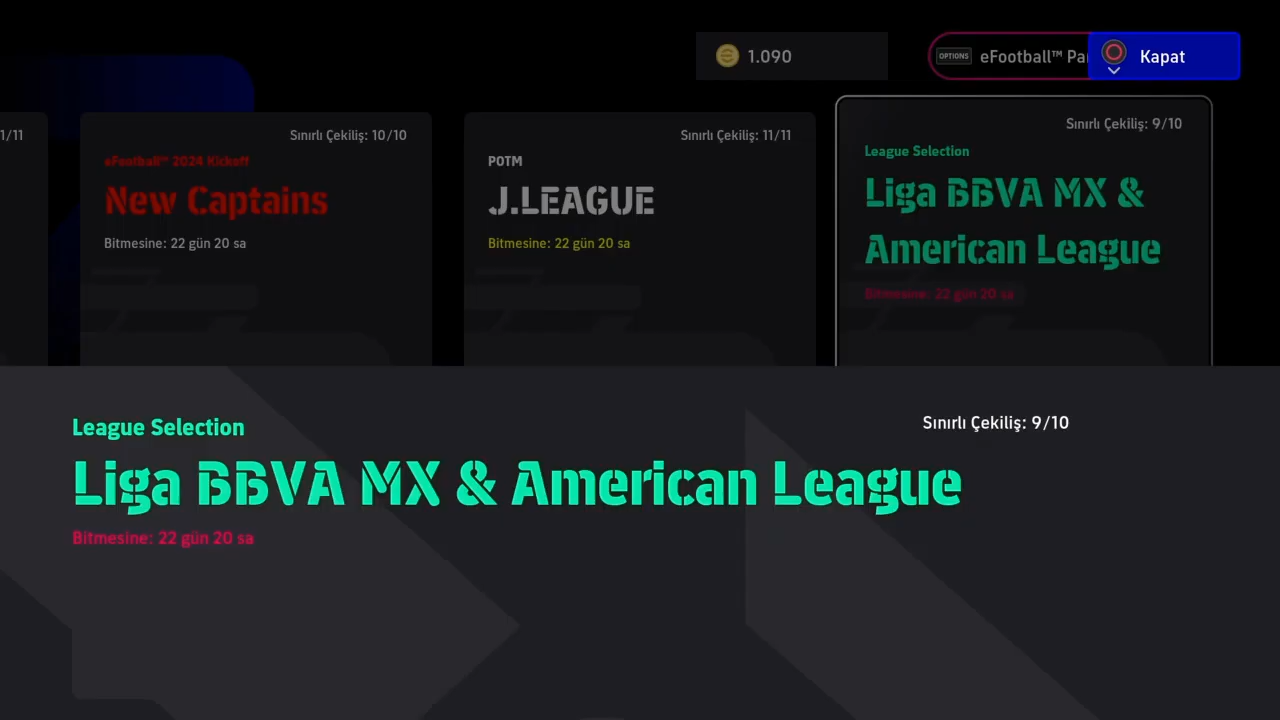 1.090
OPTIONS eFootball™ Pa
Kapat
1/11
Sınırlı Çekiliş: 10/10
eFootball™ 2024 Kickoff
New Captains
Bitmesine: 22 gün 20 sa
Sınırlı Çekiliş: 11/11
POTM
J.LEAGUE
Bitmesine: 22 gün 20 sa
Sınırlı Çekiliş: 9/10
League Selection
Liga BBVA MX &
American League
Bitmesine: 22 gün 20 sa
League Selection
Sınırlı Çekiliş: 9/10
Liga BBVA MX & American League
Bitmesine: 22 gün 20 sa